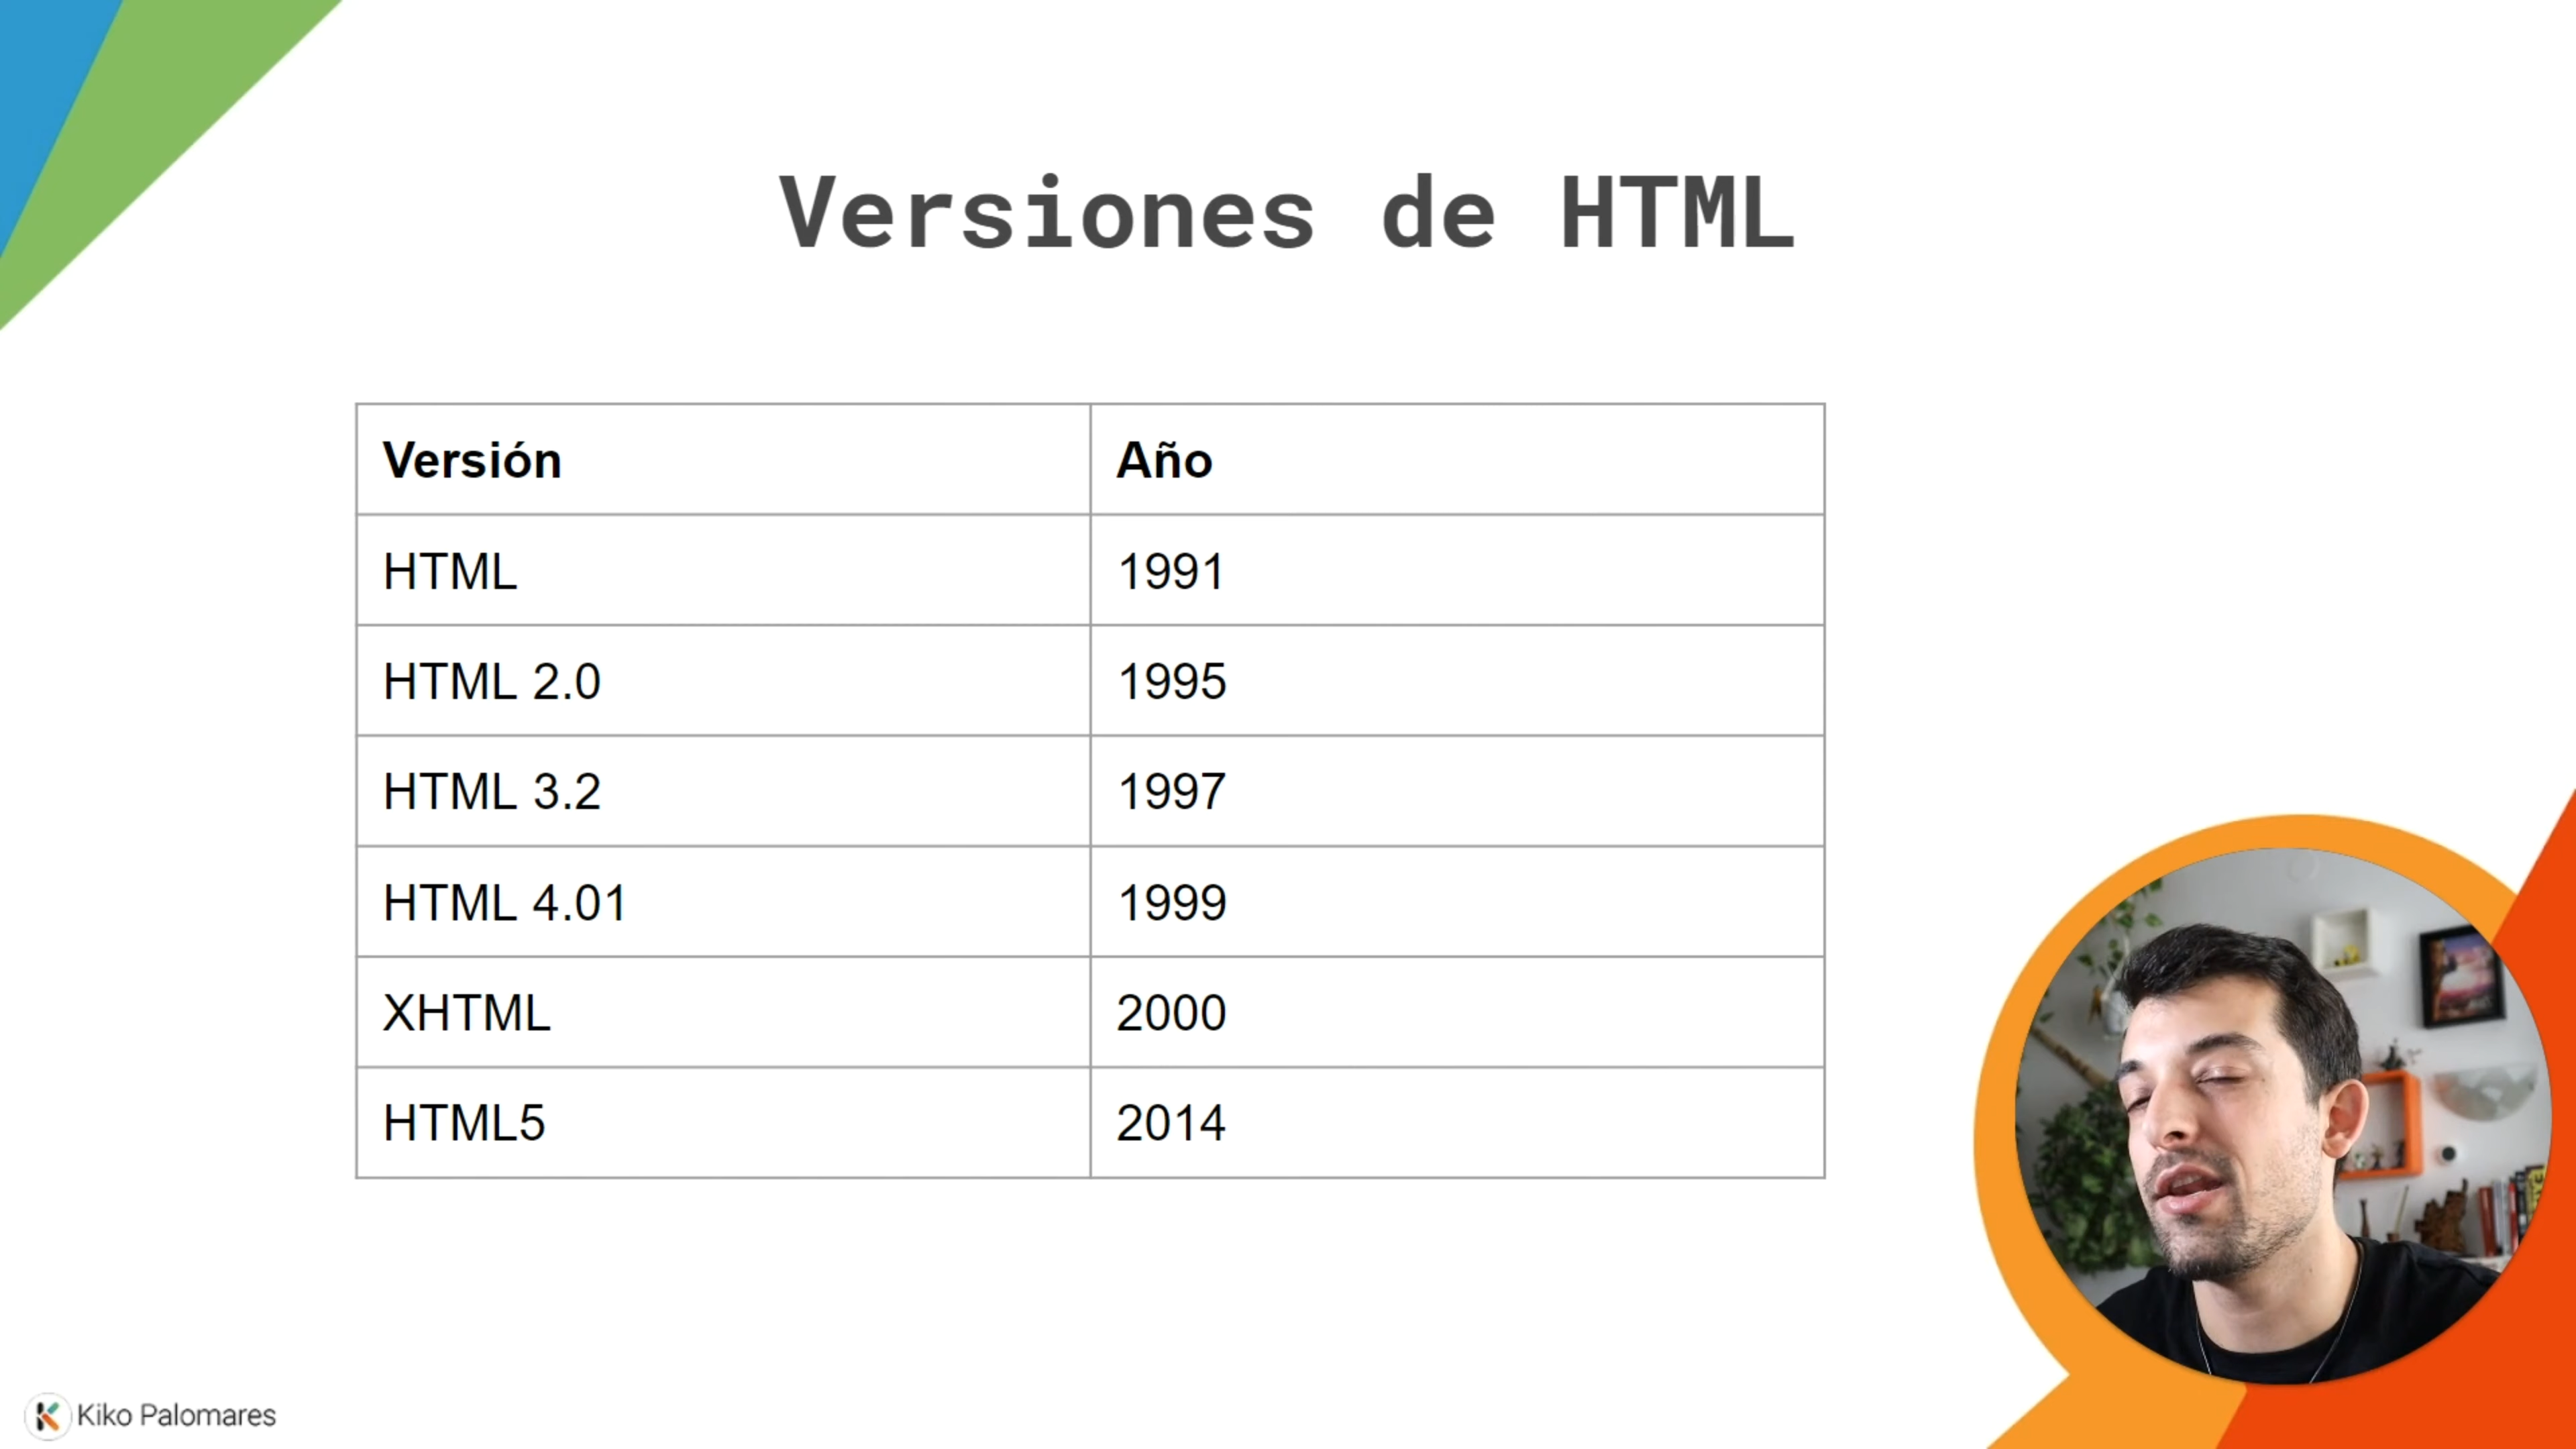 Versiones de HTML
Versión Año
HTML 1991
HTML 2.0 1995
HTML 3.2 1997
HTML 4.01 1999
XHTML 2000
HTML5 2014
Kiko Palomares